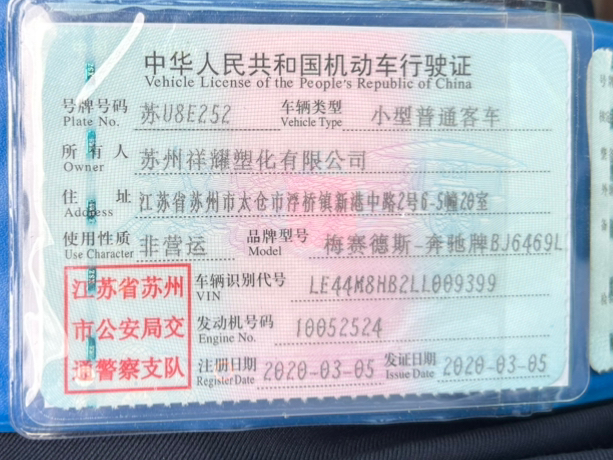 中华人民共和国机动车行驶证
Vehicle License of the People's Republic of China
号牌号码 苏U8E252 车辆类型 小型普通客车
Plate No. Vehicle Type
所有人 苏州祥耀塑化有限公司
Owner
住址 江苏省苏州市太仓市浮桥镇新港中路2号6-5幢20室
Address
使用性质 非营运 品牌型号 梅赛德斯-奔驰牌BJ6469L
Use Character Model
江苏省苏州 车辆识别代号 LE44M8HB2LL009399
VIN
市公安局交 发动机号码 10052524
Engine No.
通警察支队 注册日期 2020-03-05 发证日期 2020-03-05
Register Date Issue Date